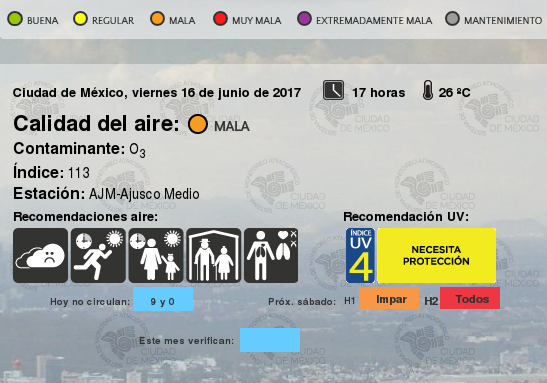 BUENA REGULAR MALA MUY MALA EXTREMADAMENTE MALA MANTENIMIENTO
Ciudad de México, viernes 16 de junio de 2017 17 horas 26 ºC
Calidad del aire: MALA
Contaminante: O3
Índice: 113
Estación: AJM-Ajusco Medio
Recomendaciones aire: Recomendación UV:
ÍNDICE UV 4 NECESITA PROTECCIÓN
Hoy no circulan: 9 y 0 Próx. sábado: H1 Impar H2 Todos
Este mes verifican:
CIUDAD DE MÉXICO